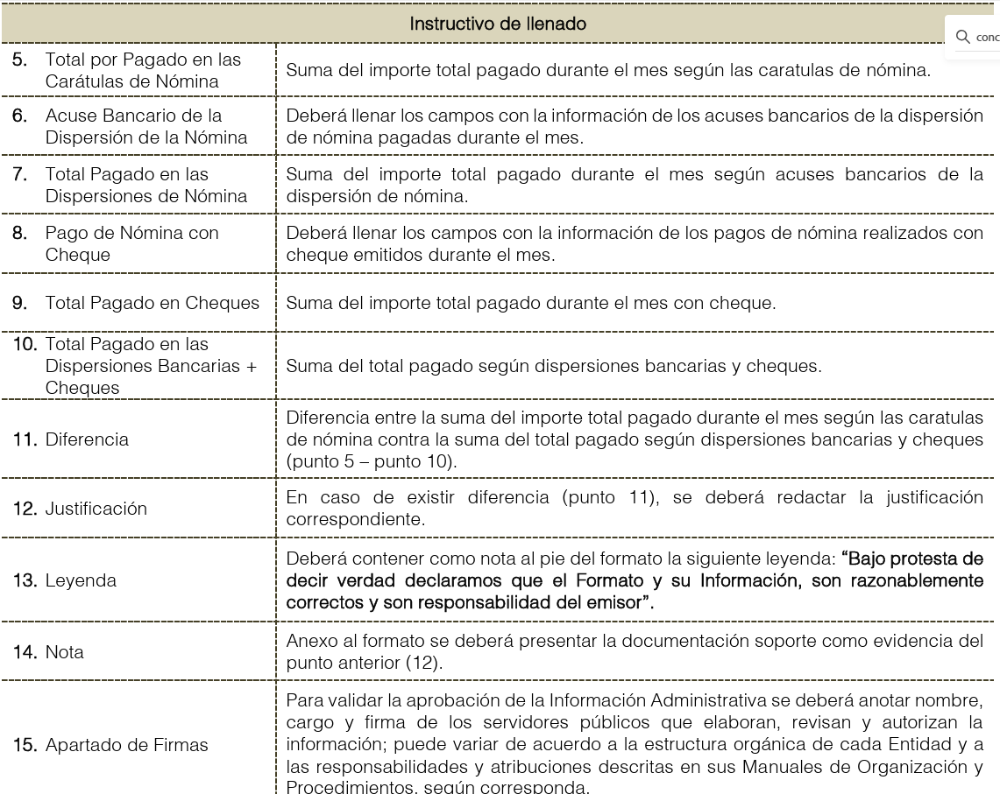 Instructivo de llenado
conc
5. Total por Pagado en las
Carátulas de Nómina
Suma del importe total pagado durante el mes según las caratulas de nómina.
6. Acuse Bancario de la
Dispersión de la Nómina
Deberá llenar los campos con la información de los acuses bancarios de la dispersión
de nómina pagadas durante el mes.
7. Total Pagado en las
Dispersiones de Nómina
Suma del importe total pagado durante el mes según acuses bancarios de la
dispersión de nómina.
8. Pago de Nómina con
Cheque
Deberá llenar los campos con la información de los pagos de nómina realizados con
cheque emitidos durante el mes.
9. Total Pagado en Cheques
Suma del importe total pagado durante el mes con cheque.
10. Total Pagado en las
Dispersiones Bancarias +
Cheques
Suma del total pagado según dispersiones bancarias y cheques.
11. Diferencia
Diferencia entre la suma del importe total pagado durante el mes según las caratulas
de nómina contra la suma del total pagado según dispersiones bancarias y cheques
(punto 5 – punto 10).
12. Justificación
En caso de existir diferencia (punto 11), se deberá redactar la justificación
correspondiente.
13. Leyenda
Deberá contener como nota al pie del formato la siguiente leyenda: “Bajo protesta de
decir verdad declaramos que el Formato y su Información, son razonablemente
correctos y son responsabilidad del emisor”.
14. Nota
Anexo al formato se deberá presentar la documentación soporte como evidencia del
punto anterior (12).
15. Apartado de Firmas
Para validar la aprobación de la Información Administrativa se deberá anotar nombre,
cargo y firma de los servidores públicos que elaboran, revisan y autorizan la
información; puede variar de acuerdo a la estructura orgánica de cada Entidad y a
las responsabilidades y atribuciones descritas en sus Manuales de Organización y
Procedimientos, según corresponda.